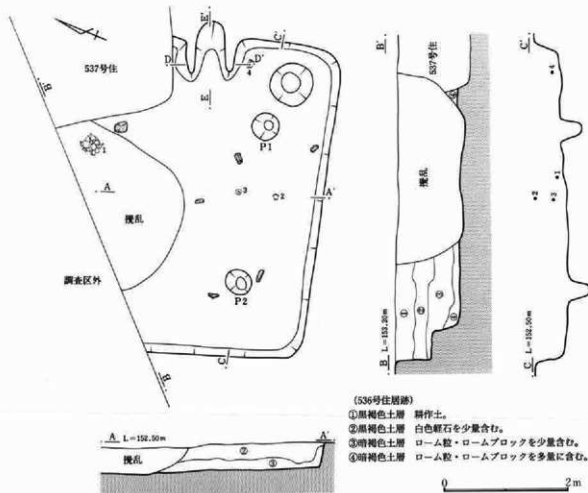 E'
C'
D
D'
4
B'
537号住
E
P1
1
A
3
2
A'
攪乱
調査区外
P2
C
B
B'
537号住
④
攪乱
①
②
③
④
B L=153.20m
C'
4
1
2
3
C L=152.50m
A L=152.50m
A'
攪乱
②
③
(536号住居跡)
①黒褐色土層 耕作土。
②黒褐色土層 白色軽石を少量含む。
③暗褐色土層 ローム粒・ロームブロックを少量含む。
④暗褐色土層 ローム粒・ロームブロックを多量に含む。
0 2m